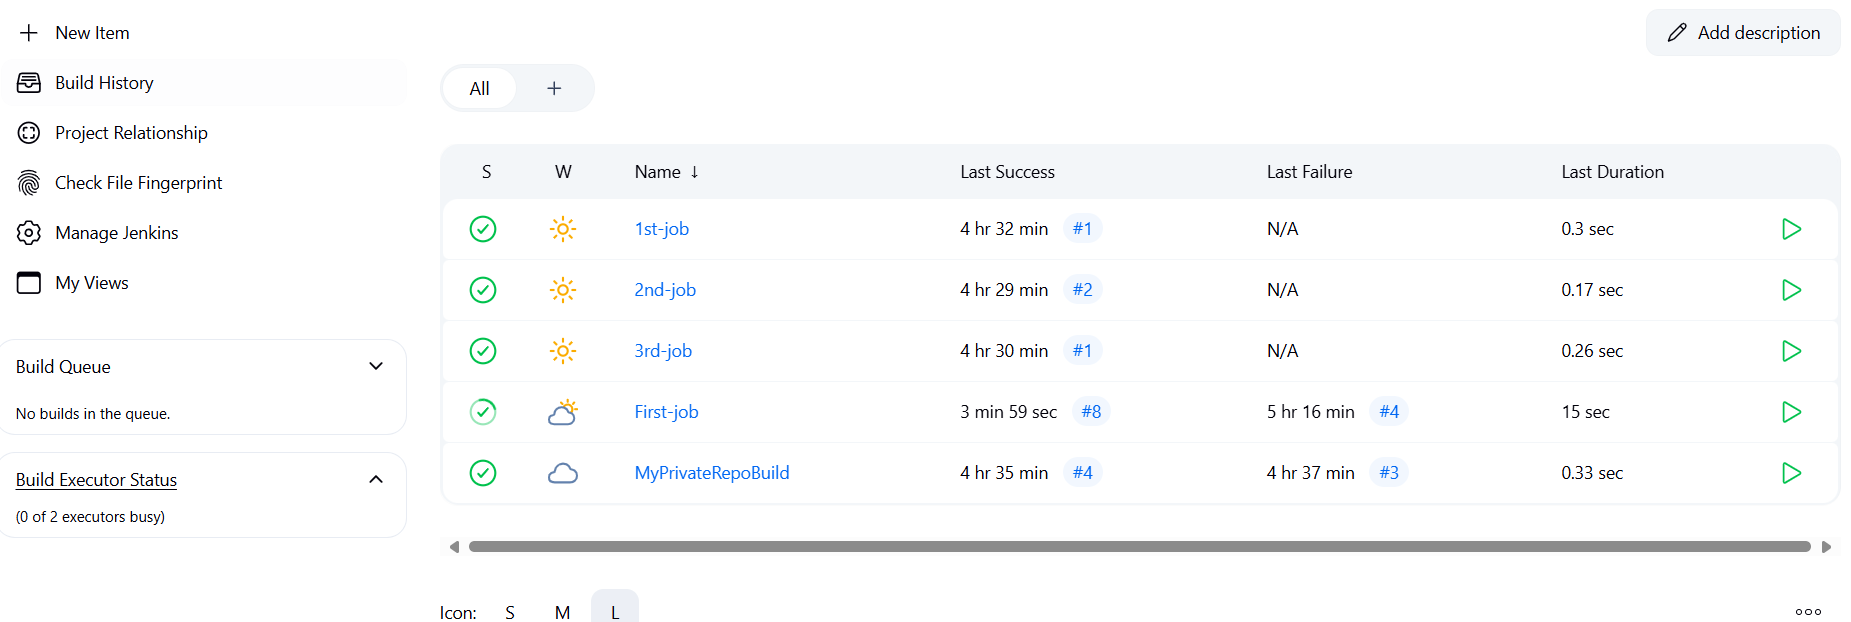 New Item
Build History
Project Relationship
Check File Fingerprint
Manage Jenkins
My Views
Build Queue
No builds in the queue.
Build Executor Status
(0 of 2 executors busy)
Add description
All +
S W Name ↓ Last Success Last Failure Last Duration
1st-job 4 hr 32 min #1 N/A 0.3 sec
2nd-job 4 hr 29 min #2 N/A 0.17 sec
3rd-job 4 hr 30 min #1 N/A 0.26 sec
First-job 3 min 59 sec #8 5 hr 16 min #4 15 sec
MyPrivateRepoBuild 4 hr 35 min #4 4 hr 37 min #3 0.33 sec
Icon: S M L